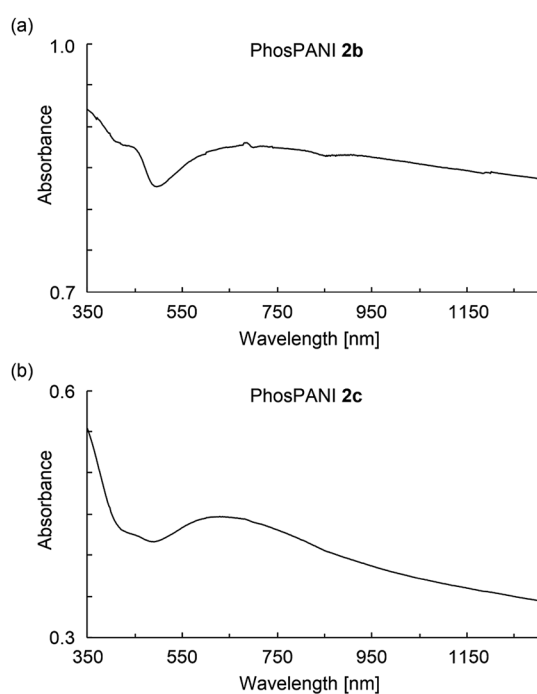 (a)
PhosPANI 2b
1.0
Absorbance
0.7
350 550 750 950 1150
Wavelength [nm]
(b)
PhosPANI 2c
0.6
Absorbance
0.3
350 550 750 950 1150
Wavelength [nm]